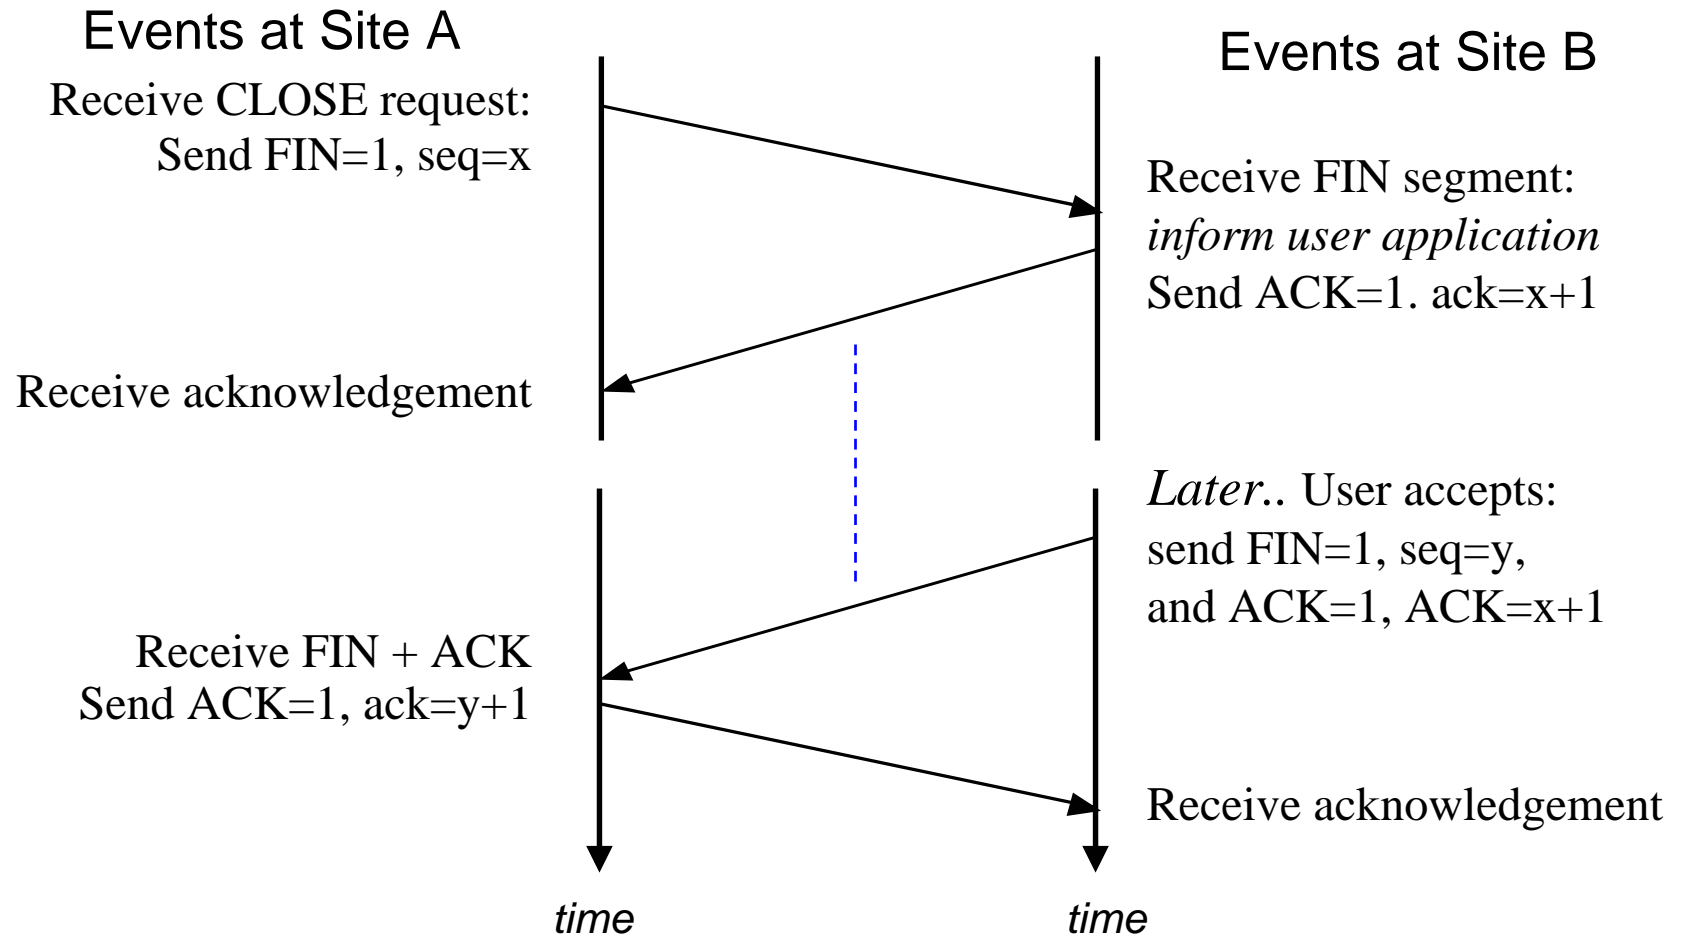 Events at Site A
Events at Site B
Receive CLOSE request:
Send FIN=1, seq=x
Receive FIN segment:
inform user application
Send ACK=1. ack=x+1
Receive acknowledgement
Later.. User accepts:
send FIN=1, seq=y,
and ACK=1, ACK=x+1
Receive FIN + ACK
Send ACK=1, ack=y+1
Receive acknowledgement
time
time